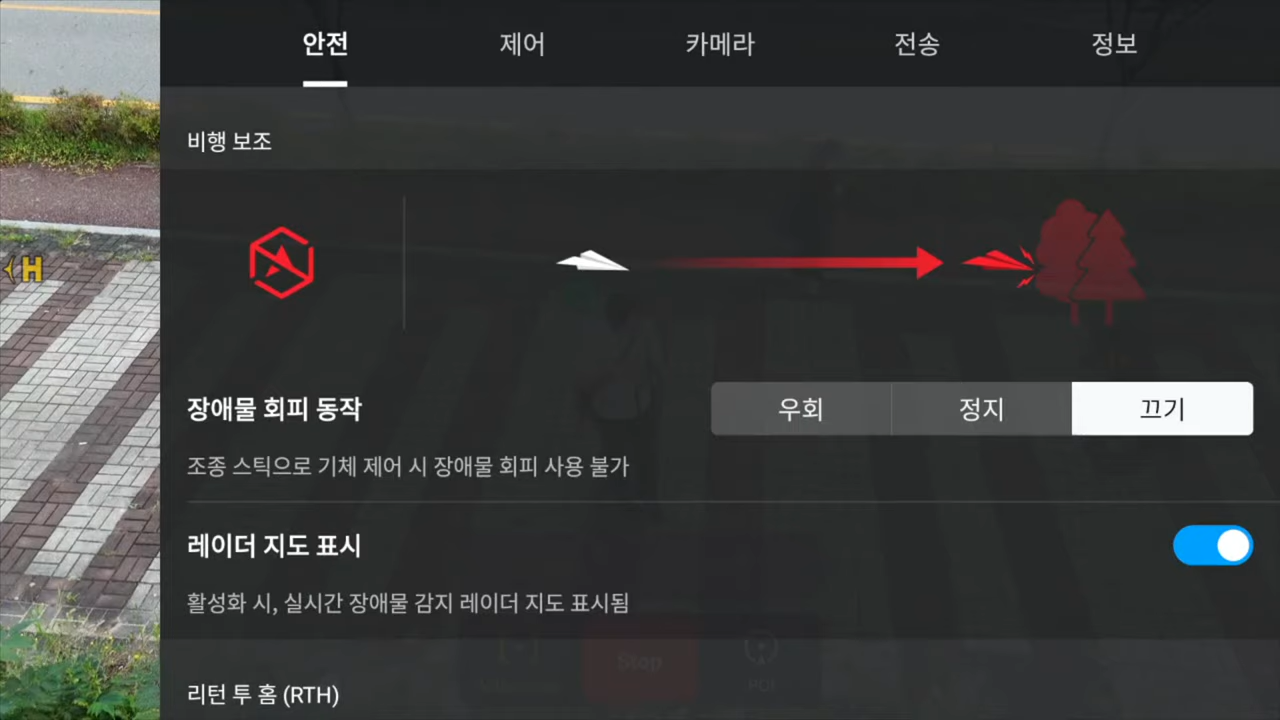 안전 제어 카메라 전송 정보
비행 보조
H
장애물 회피 동작 우회 정지 끄기
조종 스틱으로 기체 제어 시 장애물 회피 사용 불가
레이더 지도 표시
활성화 시, 실시간 장애물 감지 레이더 지도 표시됨
Stop
POI
리턴 투 홈 (RTH)